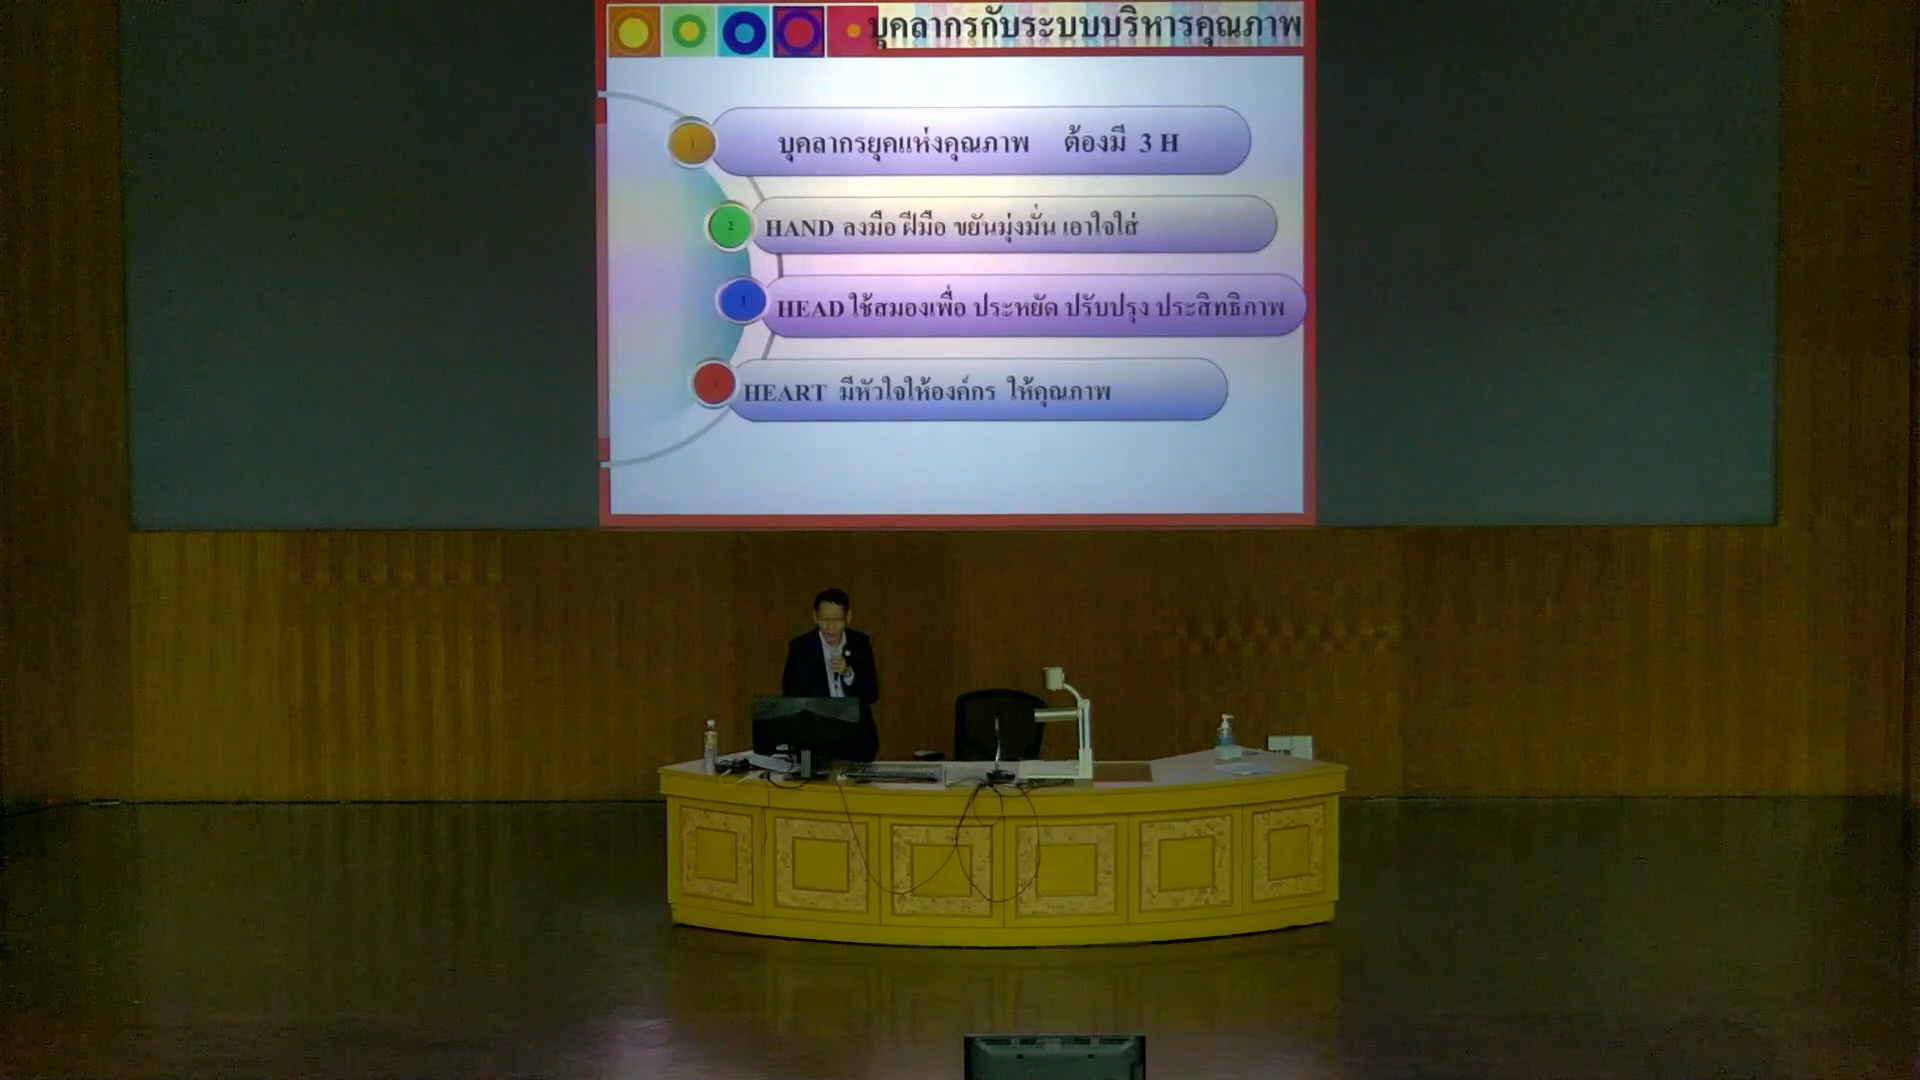 บุคลากรกับระบบบริหารคุณภาพ
1 บุคลากรยุคแห่งคุณภาพ ต้องมี 3 H
2 HAND ลงมือ ฝีมือ ขยันมุ่งมั่น เอาใจใส่
3 HEAD ใช้สมองเพื่อ ประหยัด ปรับปรุง ประสิทธิภาพ
HEART มีหัวใจให้องค์กร ให้คุณภาพ